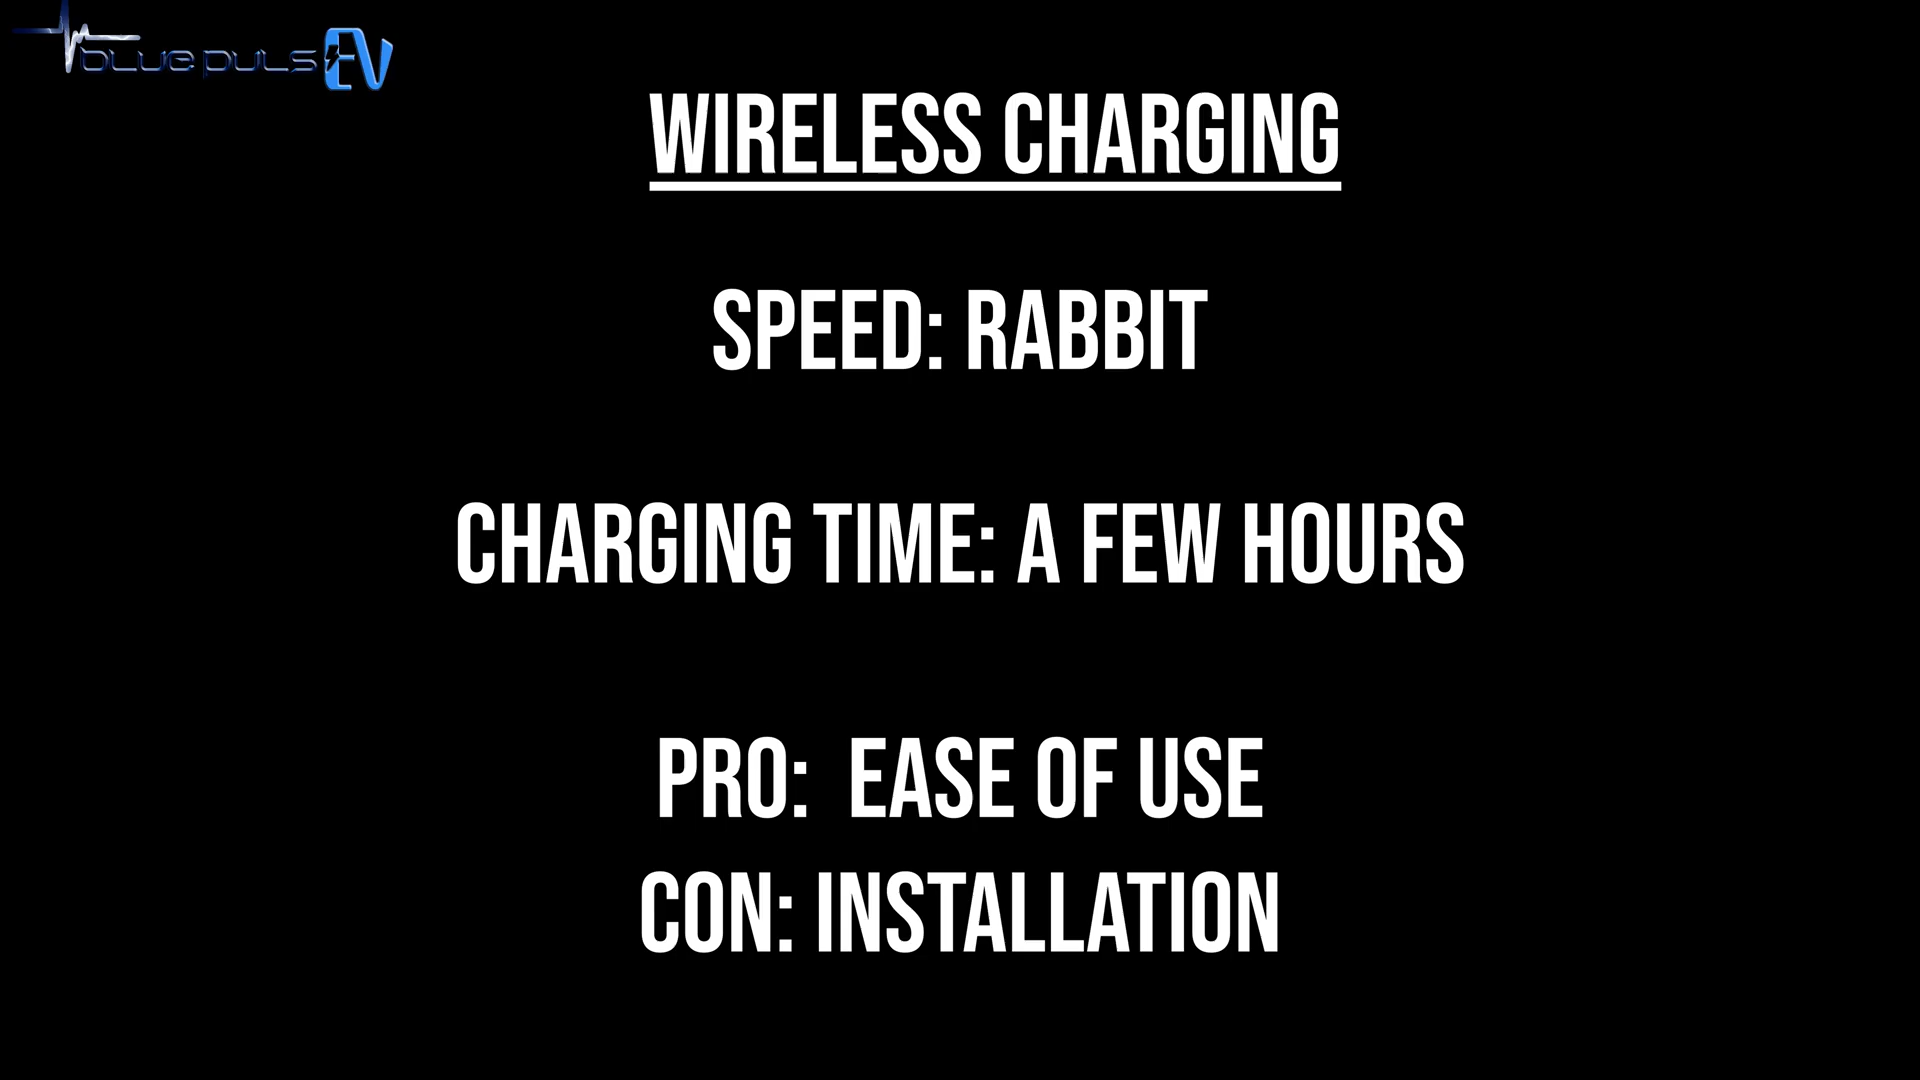 blue pulsEV
WIRELESS CHARGING
SPEED: RABBIT
CHARGING TIME: A FEW HOURS
PRO:  EASE OF USE
CON: INSTALLATION